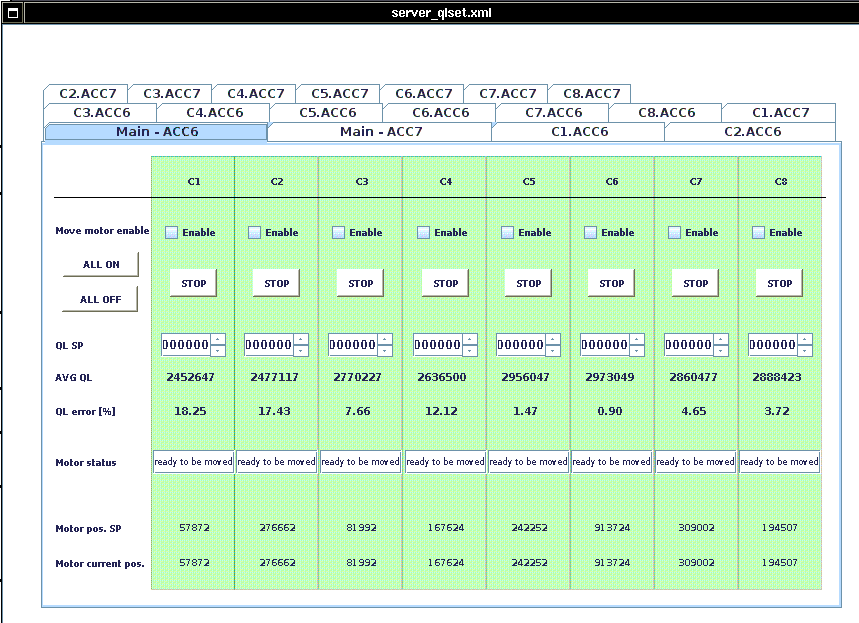 server_qlset.xml
C2.ACC7 C3.ACC7 C4.ACC7 C5.ACC7 C6.ACC7 C7.ACC7 C8.ACC7
C3.ACC6 C4.ACC6 C5.ACC6 C6.ACC6 C7.ACC6 C8.ACC6 C1.ACC7
Main - ACC6 Main - ACC7 C1.ACC6 C2.ACC6
C1 C2 C3 C4 C5 C6 C7 C8
Move motor enable Enable Enable Enable Enable Enable Enable Enable Enable
ALL ON
STOP STOP STOP STOP STOP STOP STOP STOP
ALL OFF
QL SP 000000 000000 000000 000000 000000 000000 000000 000000
AVG QL 2452647 2477117 2770227 2636500 2956047 2973049 2860477 2888423
QL error [%] 18.25 17.43 7.66 12.12 1.47 0.90 4.65 3.72
Motor status ready to be moved ready to be moved ready to be moved ready to be moved ready to be moved ready to be moved ready to be moved ready to be moved
Motor pos. SP 57872 276662 81992 167624 242252 913724 309002 194507
Motor current pos. 57872 276662 81992 167624 242252 913724 309002 194507